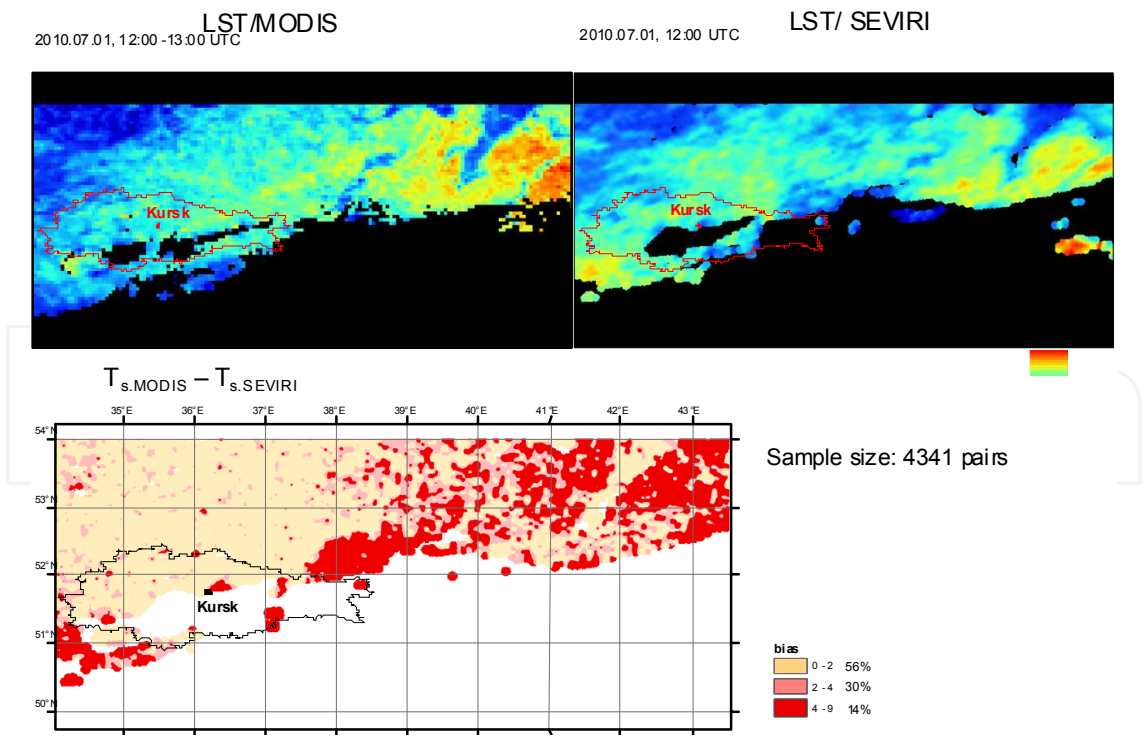 LST/MODIS
2010.07.01, 12:00 -13:00 UTC
LST/ SEVIRI
2010.07.01, 12:00 UTC
Kursk
Kursk
Ts.MODIS – Ts.SEVIRI
35°E 36°E 37°E 38°E 39°E 40°E 41°E 42°E 43°E
54°N
53°N
52°N
51°N
50°N
Kursk
Sample size: 4341 pairs
bias
0 - 2 56%
2 - 4 30%
4 - 9 14%